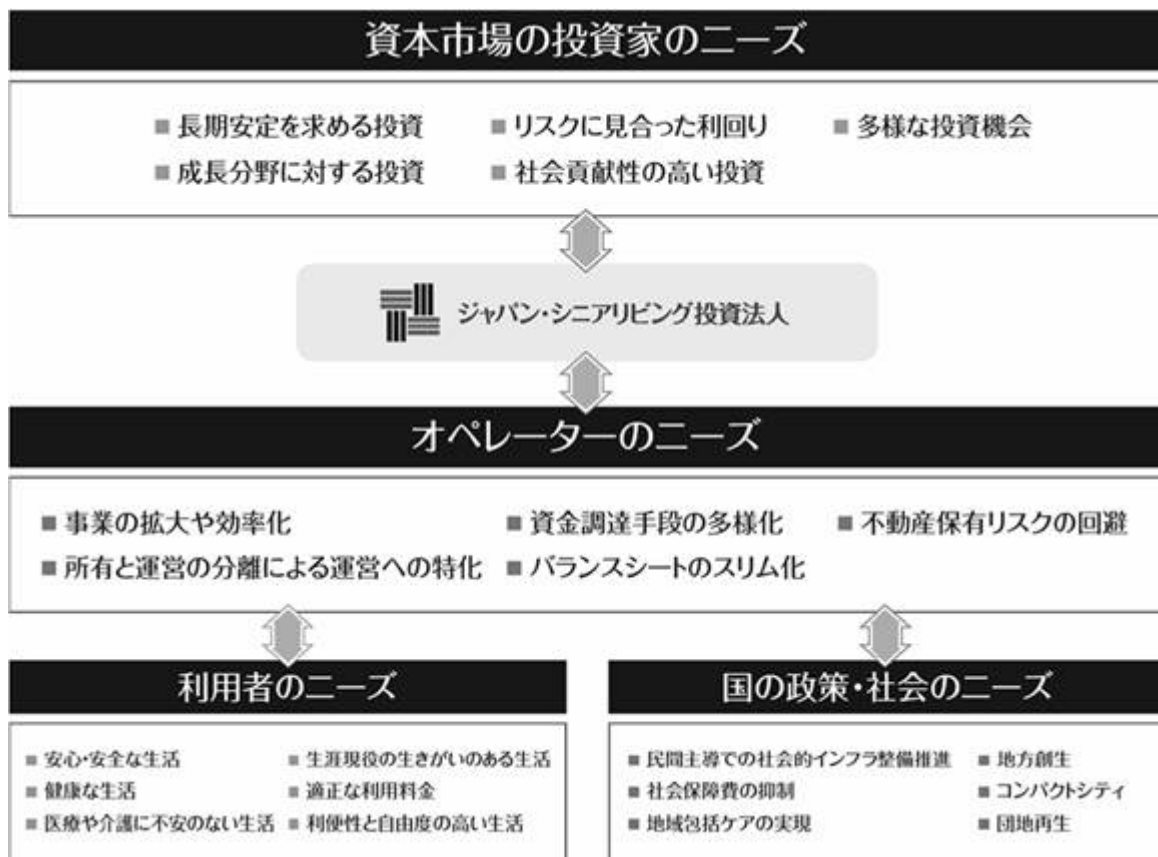 資本市場の投資家のニーズ
■ 長期安定を求める投資 ■ リスクに見合った利回り ■ 多様な投資機会
■ 成長分野に対する投資 ■ 社会貢献性の高い投資
ジャパン・シニアリビング投資法人
オペレーターのニーズ
■ 事業の拡大や効率化 ■ 資金調達手段の多様化 ■ 不動産保有リスクの回避
■ 所有と運営の分離による運営への特化 ■ バランスシートのスリム化
利用者のニーズ
■ 安心・安全な生活 ■ 生涯現役の生きがいのある生活
■ 健康な生活 ■ 適正な利用料金
■ 医療や介護に不安のない生活 ■ 利便性と自由度の高い生活
国の政策・社会のニーズ
■ 民間主導での社会的インフラ整備推進 ■ 地方創生
■ 社会保障費の抑制 ■ コンパクトシティ
■ 地域包括ケアの実現 ■ 団地再生